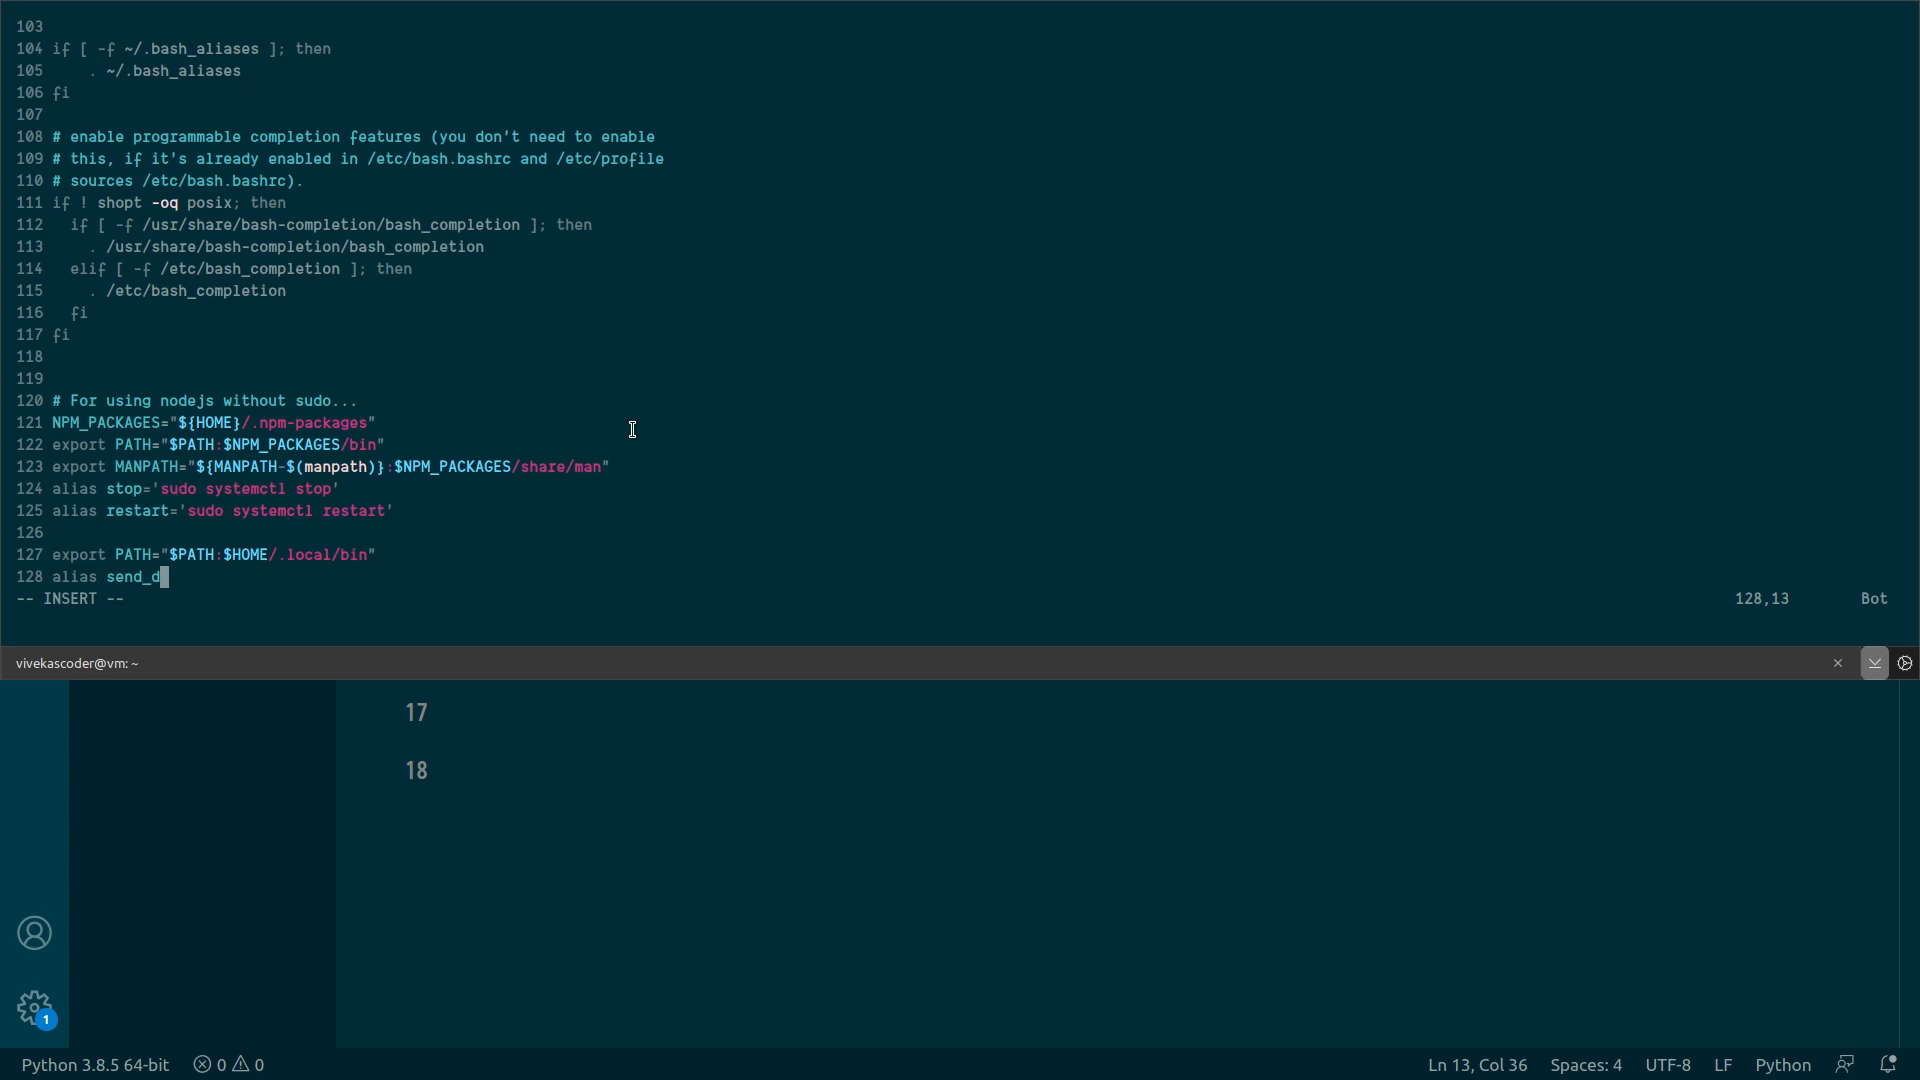 103
104 if [ -f ~/.bash_aliases ]; then
105     . ~/.bash_aliases
106 fi
107
108 # enable programmable completion features (you don't need to enable
109 # this, if it's already enabled in /etc/bash.bashrc and /etc/profile
110 # sources /etc/bash.bashrc).
111 if ! shopt -oq posix; then
112   if [ -f /usr/share/bash-completion/bash_completion ]; then
113     . /usr/share/bash-completion/bash_completion
114   elif [ -f /etc/bash_completion ]; then
115     . /etc/bash_completion
116   fi
117 fi
118
119
120 # For using nodejs without sudo...
121 NPM_PACKAGES="${HOME}/.npm-packages"
122 export PATH="$PATH:$NPM_PACKAGES/bin"
123 export MANPATH="${MANPATH-$(manpath)}:$NPM_PACKAGES/share/man"
124 alias stop='sudo systemctl stop'
125 alias restart='sudo systemctl restart'
126
127 export PATH="$PATH:$HOME/.local/bin"
128 alias send_d
-- INSERT -- 128,13 Bot
vivekascoder@vm: ~
17
18
1
Python 3.8.5 64-bit 0 0 Ln 13, Col 36 Spaces: 4 UTF-8 LF Python